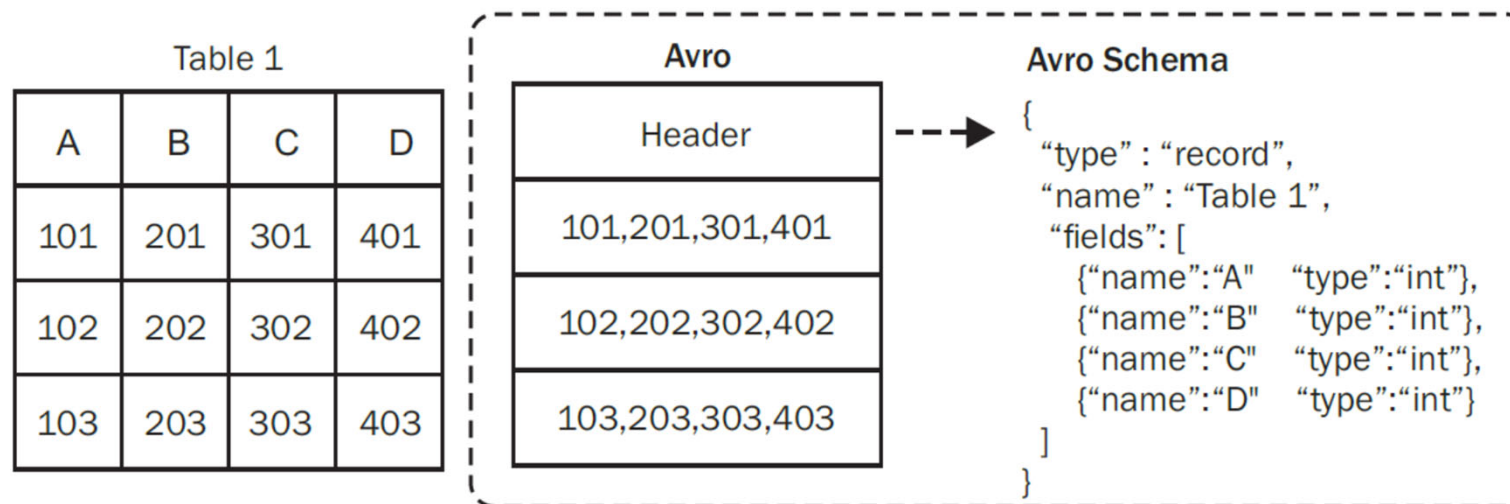 Table 1
A B C D
101 201 301 401
102 202 302 402
103 203 303 403
Avro
Header
101,201,301,401
102,202,302,402
103,203,303,403
Avro Schema
{
“type” : “record”,
“name” : “Table 1”,
“fields”: [
{“name”:“A" “type”:“int”},
{“name”:“B" “type”:“int”},
{“name”:“C" “type”:“int”},
{“name”:“D" “type”:“int”}
]
}